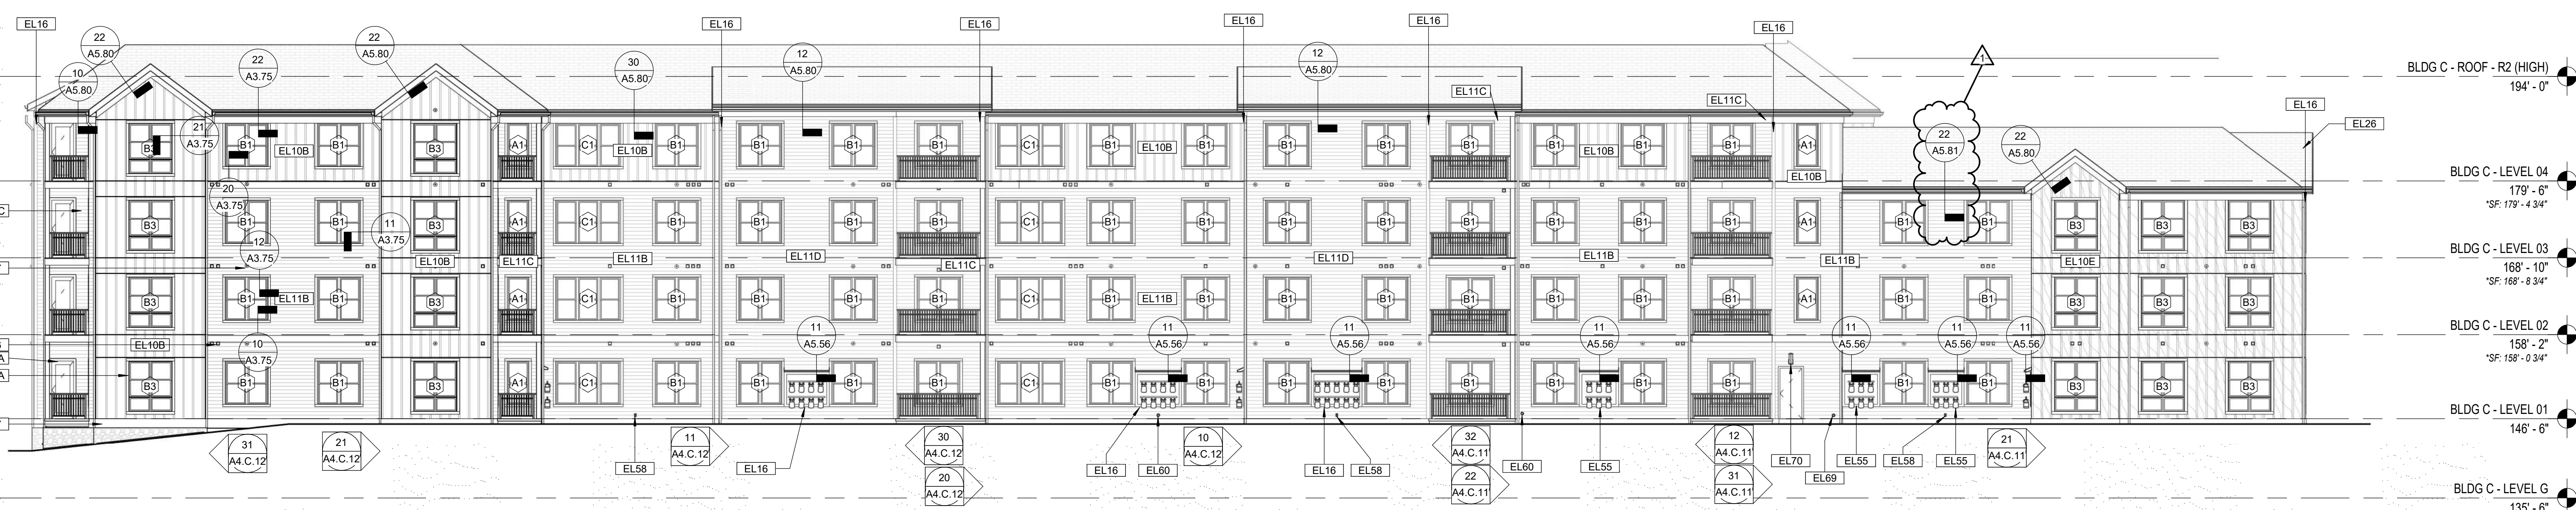 EL16
EL16
EL16
EL16
EL16
EL16
22
A5.80
22
A5.80
22
A3.75
30
A5.80
12
A5.80
12
A5.80
1
BLDG C - ROOF - R2 (HIGH)
194' - 0"
10
A5.80
EL11C
EL11C
EL16
EL26
21
A3.75
22
A5.81
22
A5.80
B3
B1
B1
EL10B
B3
A1
C1
EL10B
B1
B1
B1
B1
C1
B1
EL10B
B1
B1
B1
B1
B1
EL10B
B1
B1
A1
EL10B
BLDG C - LEVEL 04
179' - 6"
*SF: 179' - 4 3/4"
20
A3.75
C
B3
B1
B1
11
A3.75
B3
A1
C1
B1
B1
B1
B1
C1
B1
B1
B1
B1
B1
B1
B1
B1
A1
B1
B1
B3
B3
B3
12
A3.75
EL10B
EL11C
EL11B
EL11D
EL11C
EL11D
EL11B
EL11B
EL10E
BLDG C - LEVEL 03
168' - 10"
*SF: 168' - 8 3/4"
B3
B1
EL11B
B1
B3
A1
C1
B1
B1
B1
B1
C1
B1
EL11B
B1
B1
B1
B1
B1
B1
B1
A1
B1
B1
B3
B3
B3
EL10B
10
A3.75
11
A5.56
11
A5.56
11
A5.56
11
A5.56
11
A5.56
11
A5.56
11
A5.56
BLDG C - LEVEL 02
158' - 2"
*SF: 158' - 0 3/4"
A
A
B3
B1
B1
B3
A1
C1
B1
B1
B1
B1
C1
B1
B1
B1
B1
B1
B1
B1
B1
B1
B1
B3
B3
B3
BLDG C - LEVEL 01
146' - 6"
31
A4.C.12
21
A4.C.12
EL58
11
A4.C.12
EL16
30
A4.C.12
20
A4.C.12
EL16
EL60
10
A4.C.12
EL16
EL58
32
A4.C.11
22
A4.C.11
EL60
EL55
12
A4.C.11
31
A4.C.11
EL70
EL69
EL55
EL58
EL55
21
A4.C.11
BLDG C - LEVEL G
135' - 6"